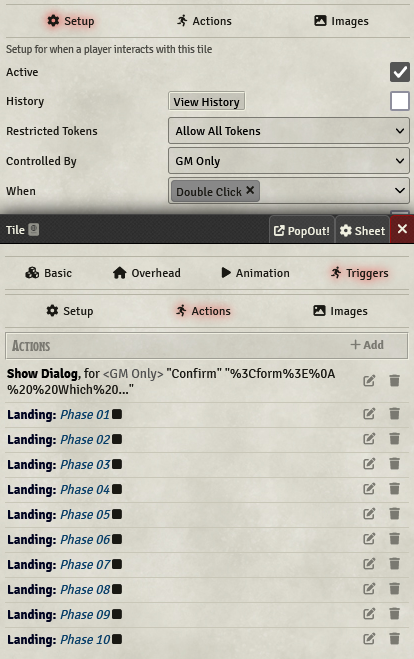 Setup Actions Images
Setup for when a player interacts with this tile
Active
History View History
Restricted Tokens Allow All Tokens
Controlled By GM Only
When Double Click ×
Tile PopOut! Sheet ×
Basic Overhead Animation Triggers
Setup Actions Images
Actions + Add
Show Dialog, for <GM Only> "Confirm" "%3Cform%3E%0A
%20%20Which%20..."
Landing: Phase 01
Landing: Phase 02
Landing: Phase 03
Landing: Phase 04
Landing: Phase 05
Landing: Phase 06
Landing: Phase 07
Landing: Phase 08
Landing: Phase 09
Landing: Phase 10